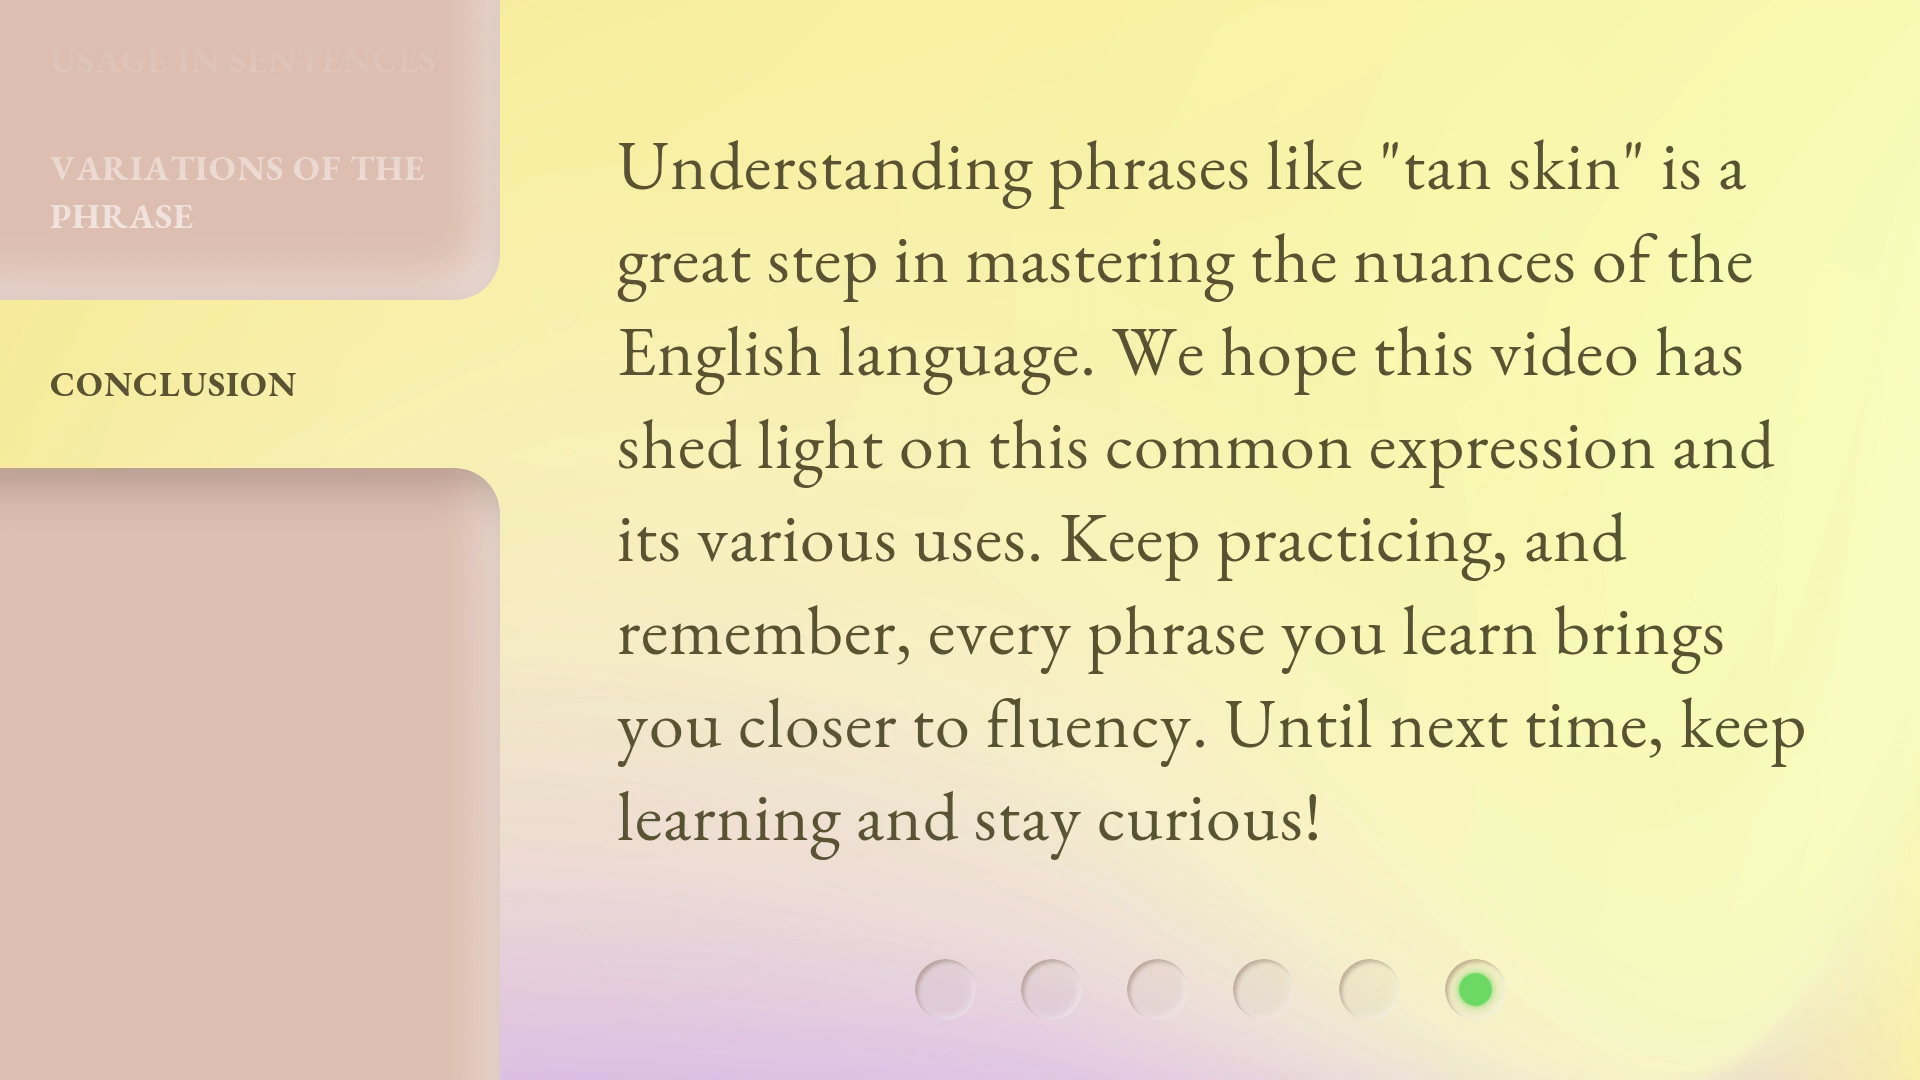 USAGE IN SENTENCES
VARIATIONS OF THE
PHRASE
CONCLUSION
Understanding phrases like "tan skin" is a
great step in mastering the nuances of the
English language. We hope this video has
shed light on this common expression and
its various uses. Keep practicing, and
remember, every phrase you learn brings
you closer to fluency. Until next time, keep
learning and stay curious!